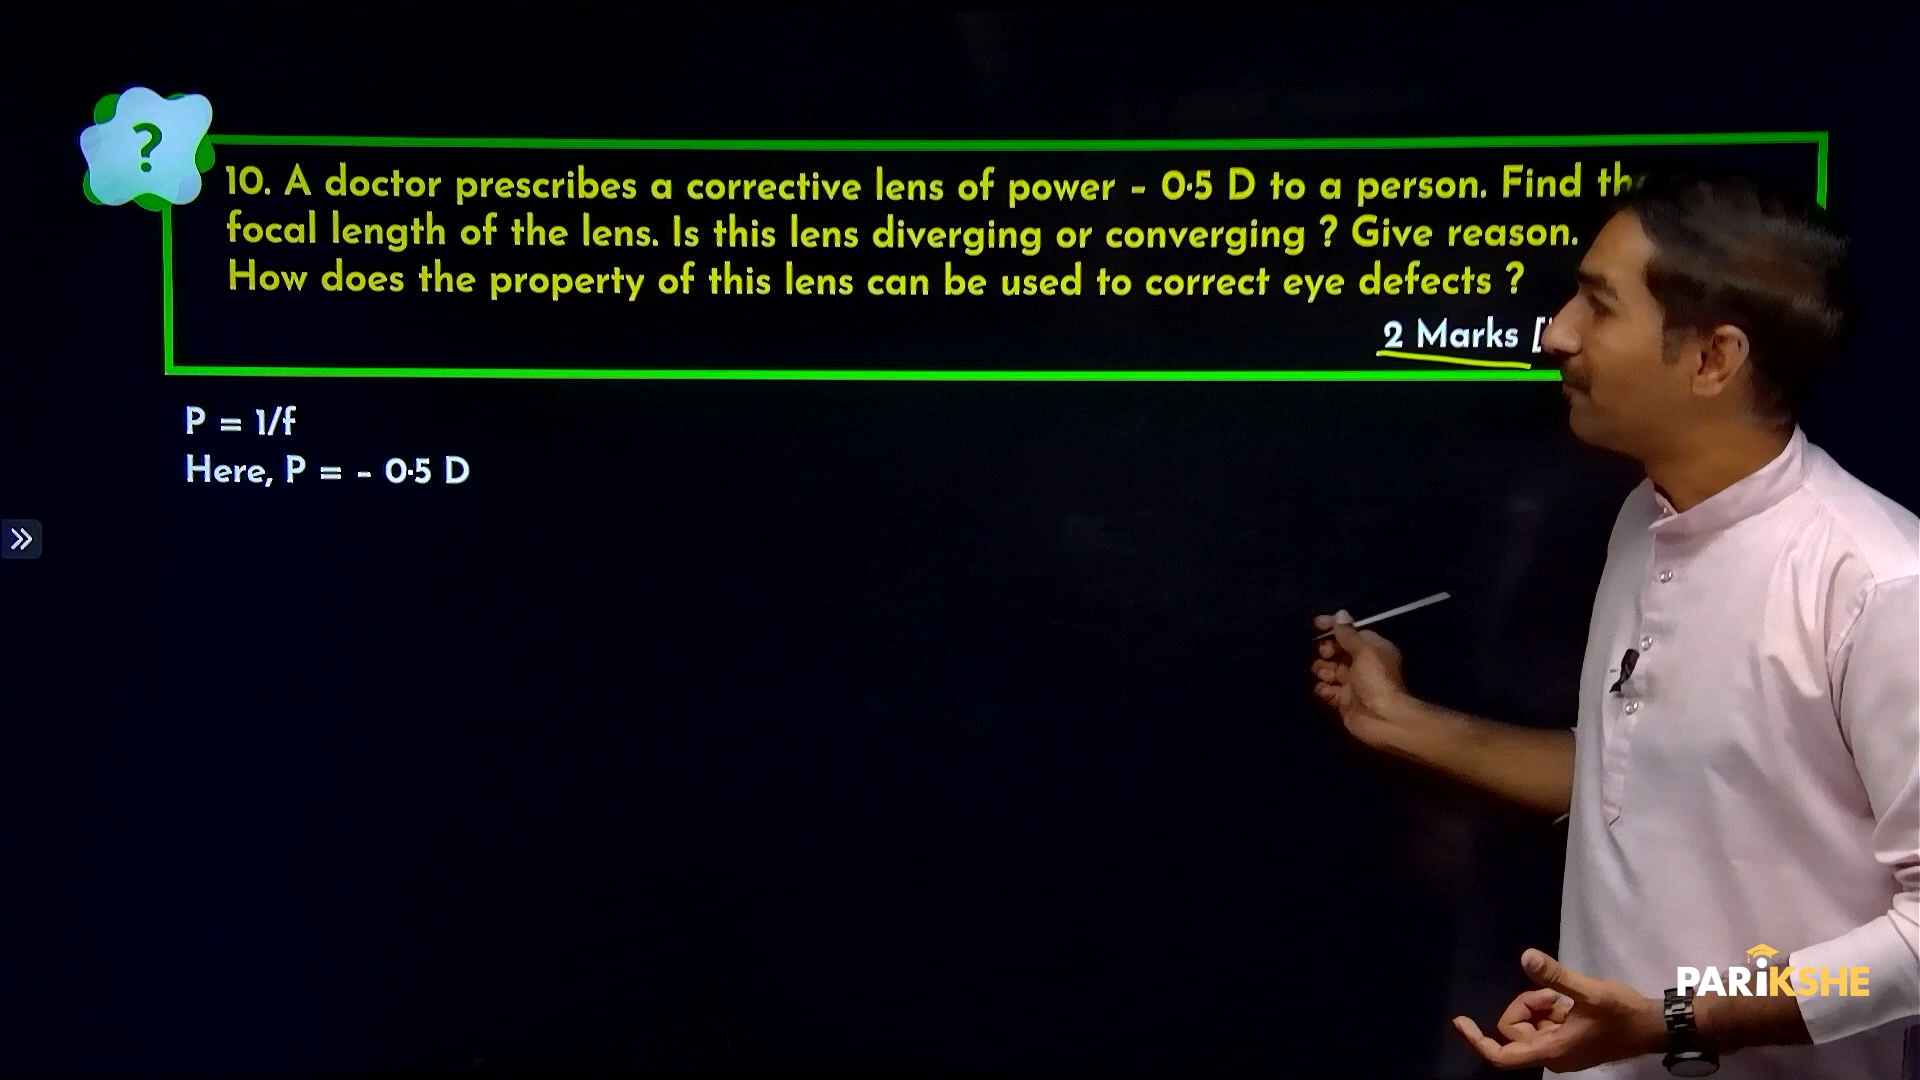 ?
10. A doctor prescribes a corrective lens of power - 0·5 D to a person. Find
focal length of the lens. Is this lens diverging or converging ? Give reason.
How does the property of this lens can be used to correct eye defects ?
2 Marks [
P = 1/f
Here, P = - 0·5 D
PARiKSHE